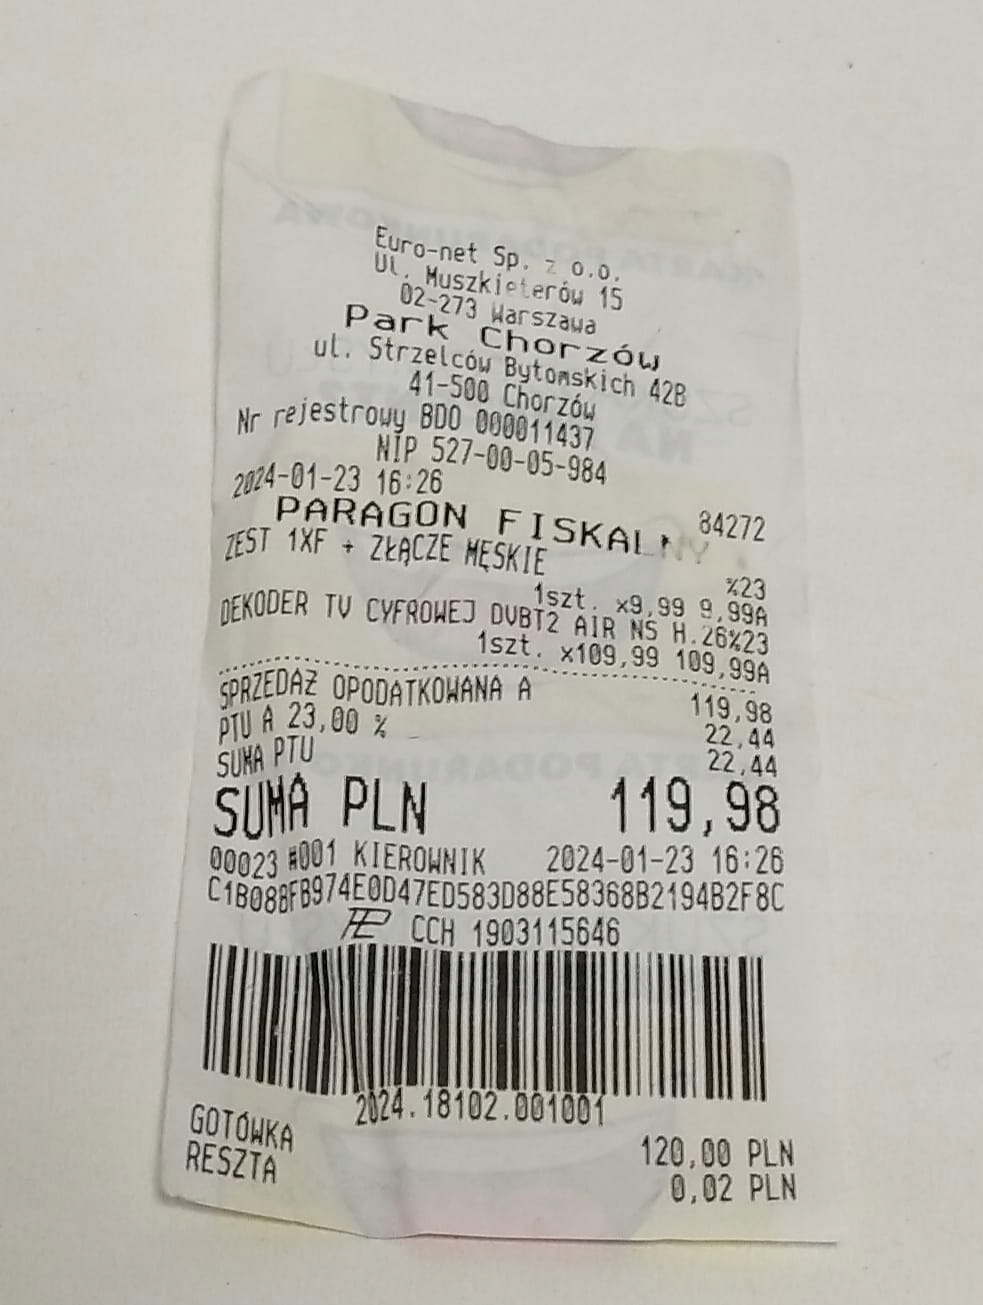 Euro-net Sp. z o.o.
Ul. Muszkieterów 15
02-273 Warszawa
Park Chorzów
ul. Strzelców Bytomskich 42B
41-500 Chorzów
Nr rejestrowy BDO 000011437
NIP 527-00-05-984
2024-01-23 16:26 84272
PARAGON FISKALNY
ZEST 1XF + ZŁĄCZE MĘSKIE %23
1szt. x9,99 9,99A
DEKODER TV CYFROWEJ DVBT2 AIR NS H.26%23
1szt. x109,99 109,99A
SPRZEDAŻ OPODATKOWANA A 119,98
PTU A 23,00 % 22,44
SUMA PTU 22,44
SUMA PLN 119,98
00023 #001 KIEROWNIK 2024-01-23 16:26
C1B08BFB974E0D47ED583D88E58368B2194B2F8C
CCH 1903115646
2024.18102.001001
GOTÓWKA 120,00 PLN
RESZTA 0,02 PLN